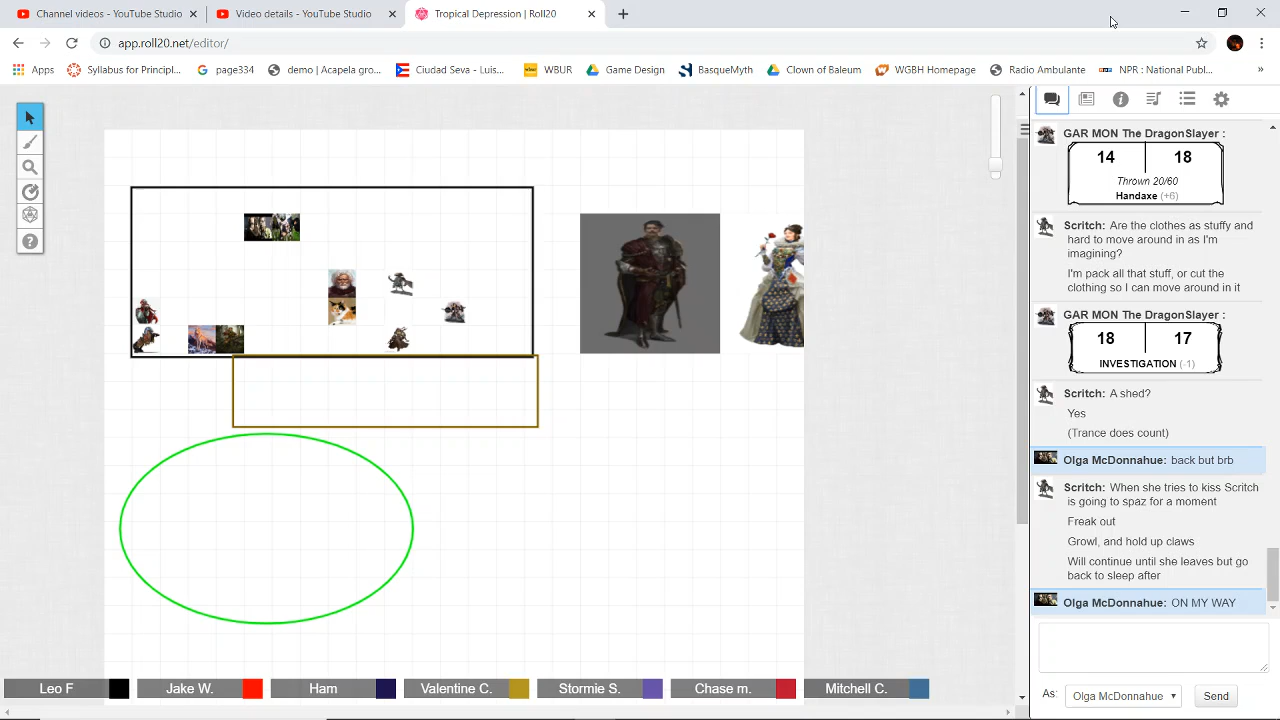 Channel videos - YouTube Studio
Video details - YouTube Studio
Tropical Depression | Roll20
app.roll20.net/editor/
Apps
Syllabus for Principl...
page334
demo | Acapela gro...
Ciudad Seva - Luis...
WBUR
Game Design
BasqueMyth
Clown of Bedlam
WGBH Homepage
Radio Ambulante
NPR : National Publ...
GAR MON The DragonSlayer :
14 18
Thrown 20/60
Handaxe (+6)
Scritch: Are the clothes as stuffy and
hard to move around in as I'm
imagining?
I'm pack all that stuff, or cut the
clothing so I can move around in it
GAR MON The DragonSlayer :
18 17
INVESTIGATION (-1)
Scritch: A shed?
Yes
(Trance does count)
Olga McDonnahue: back but brb
Scritch: When she tries to kiss Scritch
is going to spaz for a moment
Freak out
Growl, and hold up claws
Will continue until she leaves but go
back to sleep after
Olga McDonnahue: ON MY WAY
As: Olga McDonnahue Send
Leo F
Jake W.
Ham
Valentine C.
Stormie S.
Chase m.
Mitchell C.